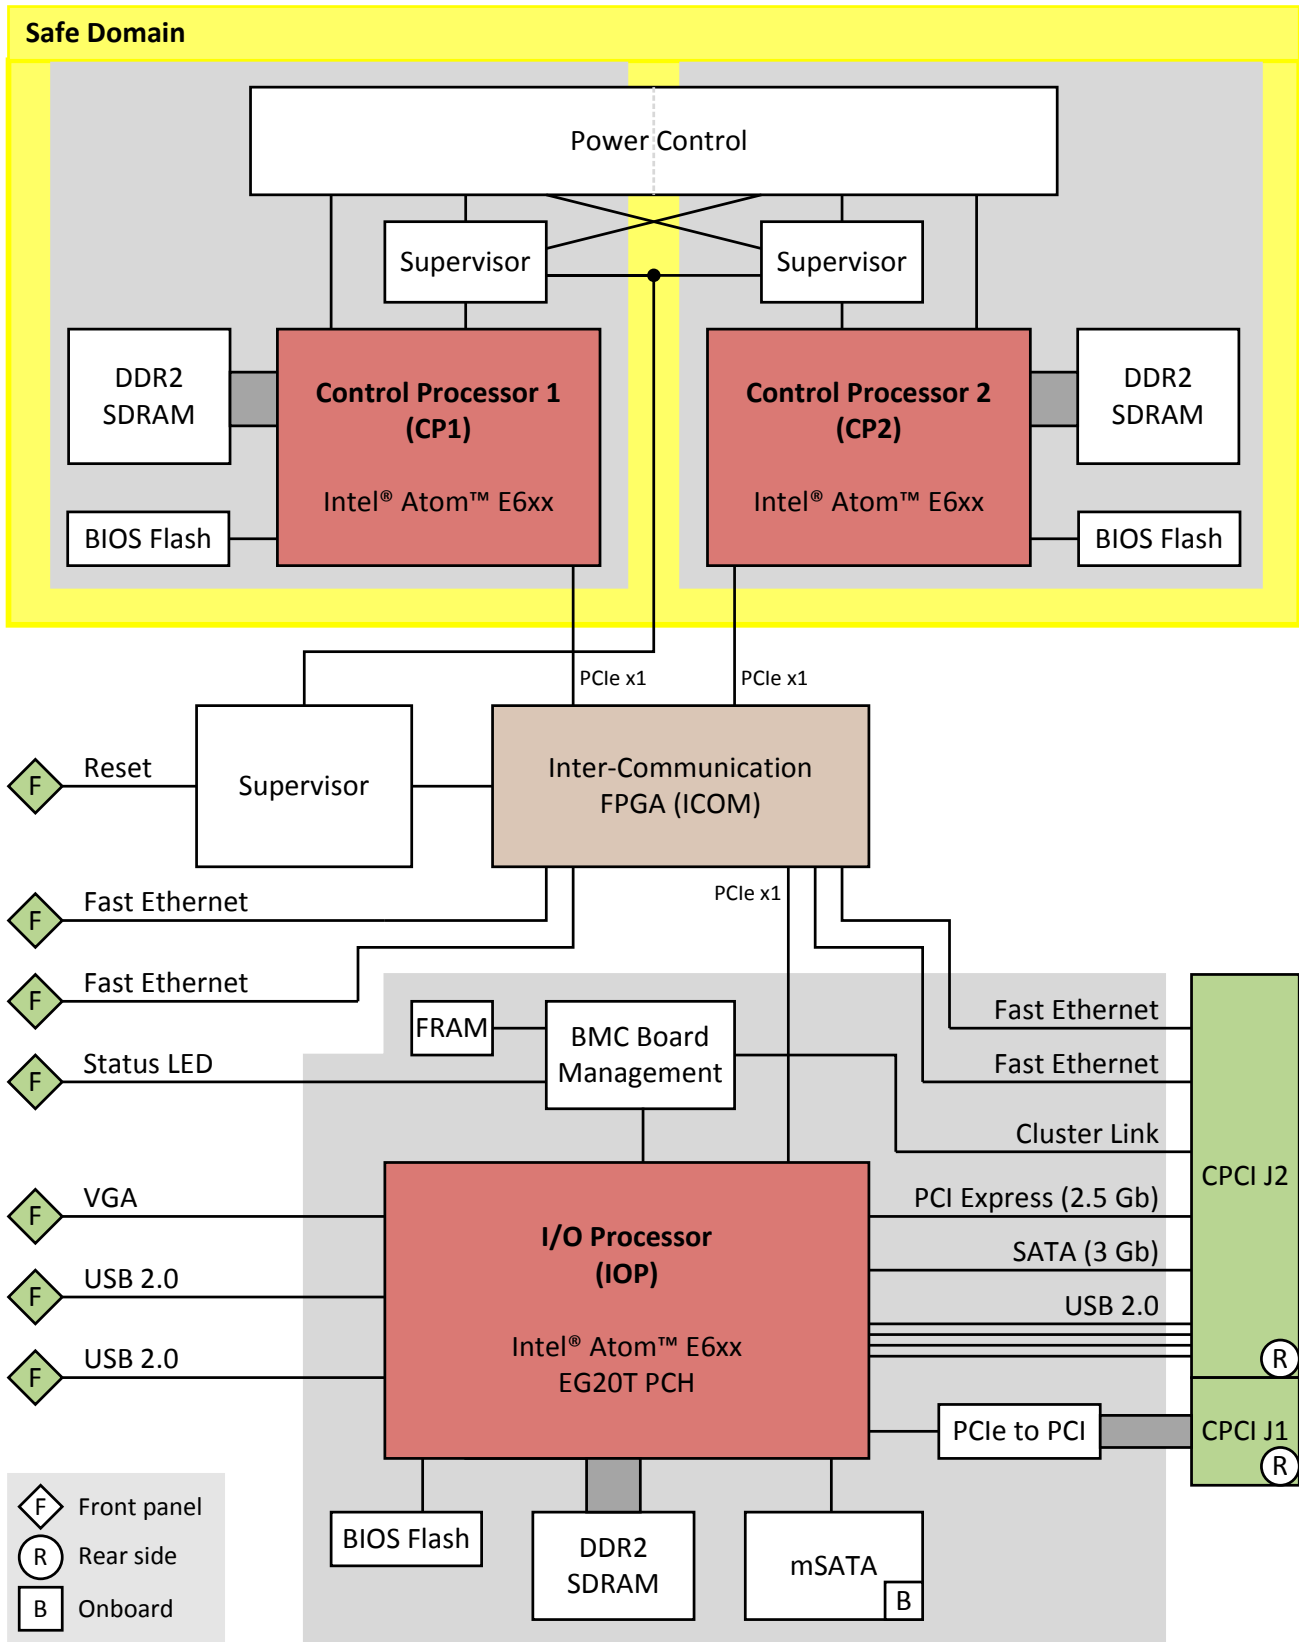 Safe Domain
Power Control
Supervisor
Supervisor
DDR2
SDRAM
Control Processor 1
(CP1)
Intel® Atom™ E6xx
BIOS Flash
Control Processor 2
(CP2)
Intel® Atom™ E6xx
DDR2
SDRAM
BIOS Flash
PCIe x1
PCIe x1
F
Reset
Supervisor
Inter-Communication
FPGA (ICOM)
PCIe x1
F
Fast Ethernet
F
Fast Ethernet
F
Status LED
FRAM
BMC Board
Management
Fast Ethernet
Fast Ethernet
Cluster Link
CPCI J2
R
F
VGA
F
USB 2.0
F
USB 2.0
I/O Processor
(IOP)
Intel® Atom™ E6xx
EG20T PCH
PCI Express (2.5 Gb)
SATA (3 Gb)
USB 2.0
PCIe to PCI
CPCI J1
R
BIOS Flash
DDR2
SDRAM
mSATA
B
F Front panel
R Rear side
B Onboard